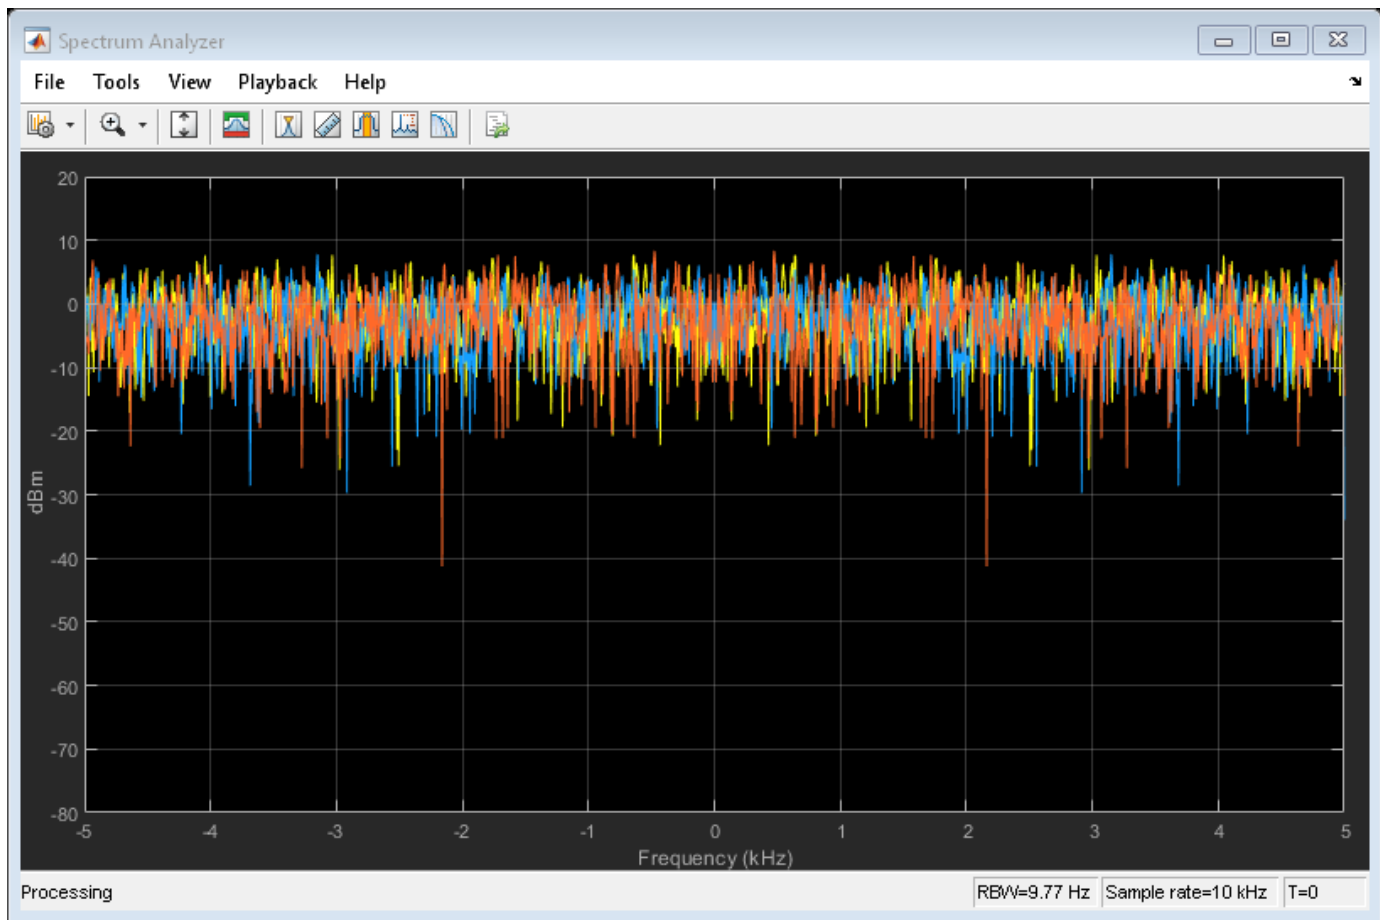 Spectrum Analyzer
File Tools View Playback Help
20
10
0
-10
-20
-30
-40
-50
-60
-70
-80
dBm
-5 -4 -3 -2 -1 0 1 2 3 4 5
Frequency (kHz)
Processing RBW=9.77 Hz Sample rate=10 kHz T=0